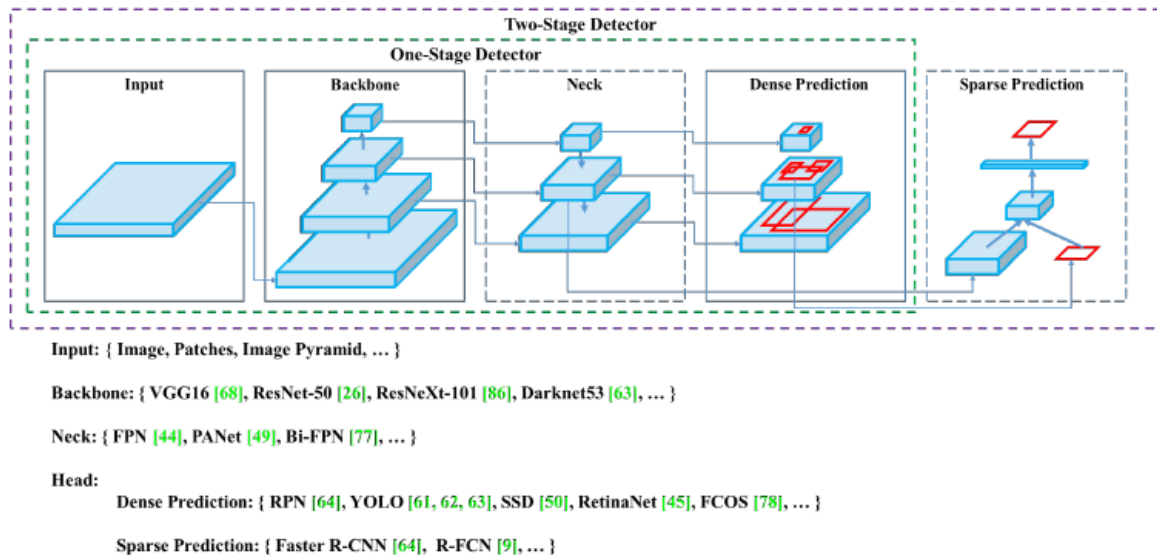 Two-Stage Detector
One-Stage Detector
Input
Backbone
Neck
Dense Prediction
Sparse Prediction
Input: { Image, Patches, Image Pyramid, … }
Backbone: { VGG16 [68], ResNet-50 [26], ResNeXt-101 [86], Darknet53 [63], … }
Neck: { FPN [44], PANet [49], Bi-FPN [77], … }
Head:
Dense Prediction: { RPN [64], YOLO [61, 62, 63], SSD [50], RetinaNet [45], FCOS [78], … }
Sparse Prediction: { Faster R-CNN [64], R-FCN [9], … }